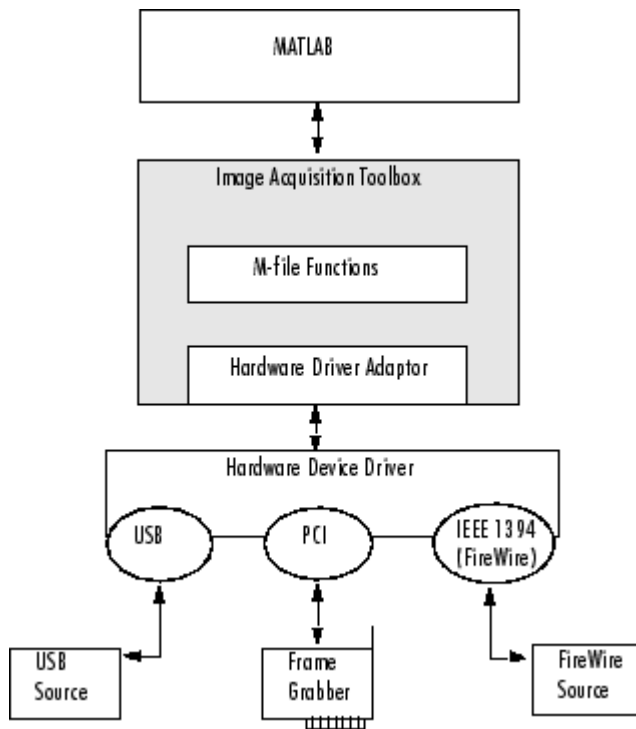 MATLAB
Image Acquisition Toolbox
M-file Functions
Hardware Driver Adaptor
Hardware Device Driver
USB
PCI
IEEE 1394
(FireWire)
USB
Source
Frame
Grabber
FireWire
Source